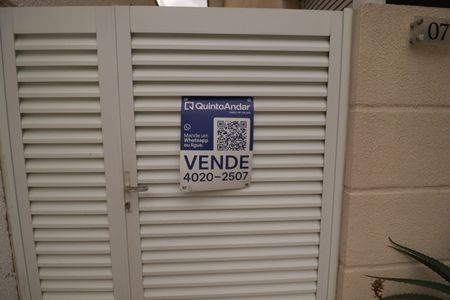 07
QuintoAndar
Mande um
Whatsapp
ou ligue.
VENDE
4020-2507